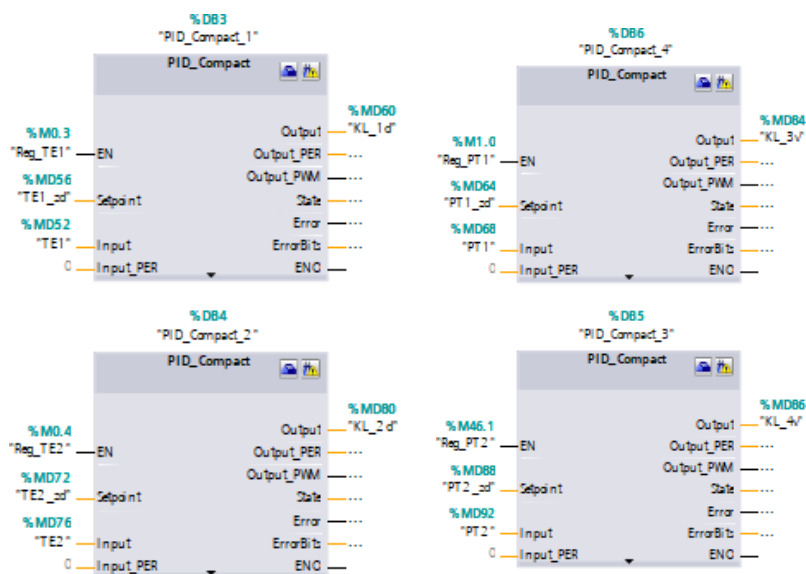 %DB3
"PID_Compact_1"
PID_Compact
%M0.3
"Reg_TE1"
EN
%MD56
"TE1_zd"
Setpoint
%MD52
"TE1"
Input
0
Input_PER
Output
%MD60
"KL_1d"
Output_PER
...
Output_PWM
State
...
Error
ErrorBits
...
ENO
%DB6
"PID_Compact_4"
PID_Compact
%M1.0
"Reg_PT1"
EN
%MD64
"PT1_zd"
Setpoint
%MD68
"PT1"
Input
0
Input_PER
Output
%MD84
"KL_3v"
Output_PER
...
Output_PWM
State
...
Error
...
ErrorBits
...
ENO
%DB4
"PID_Compact_2"
PID_Compact
%M0.4
"Reg_TE2"
EN
%MD72
"TE2_zd"
Setpoint
%MD76
"TE2"
Input
0
Input_PER
Output
%MD80
"KL_2d"
Output_PER
...
Output_PWM
State
...
Error
ErrorBits
...
ENO
%DB5
"PID_Compact_3"
PID_Compact
%M46.1
"Reg_PT2"
EN
%MD88
"PT2_zd"
Setpoint
%MD92
"PT2"
Input
0
Input_PER
Output
%MD86
"KL_4v"
Output_PER
...
Output_PWM
State
...
Error
...
ErrorBits
...
ENO